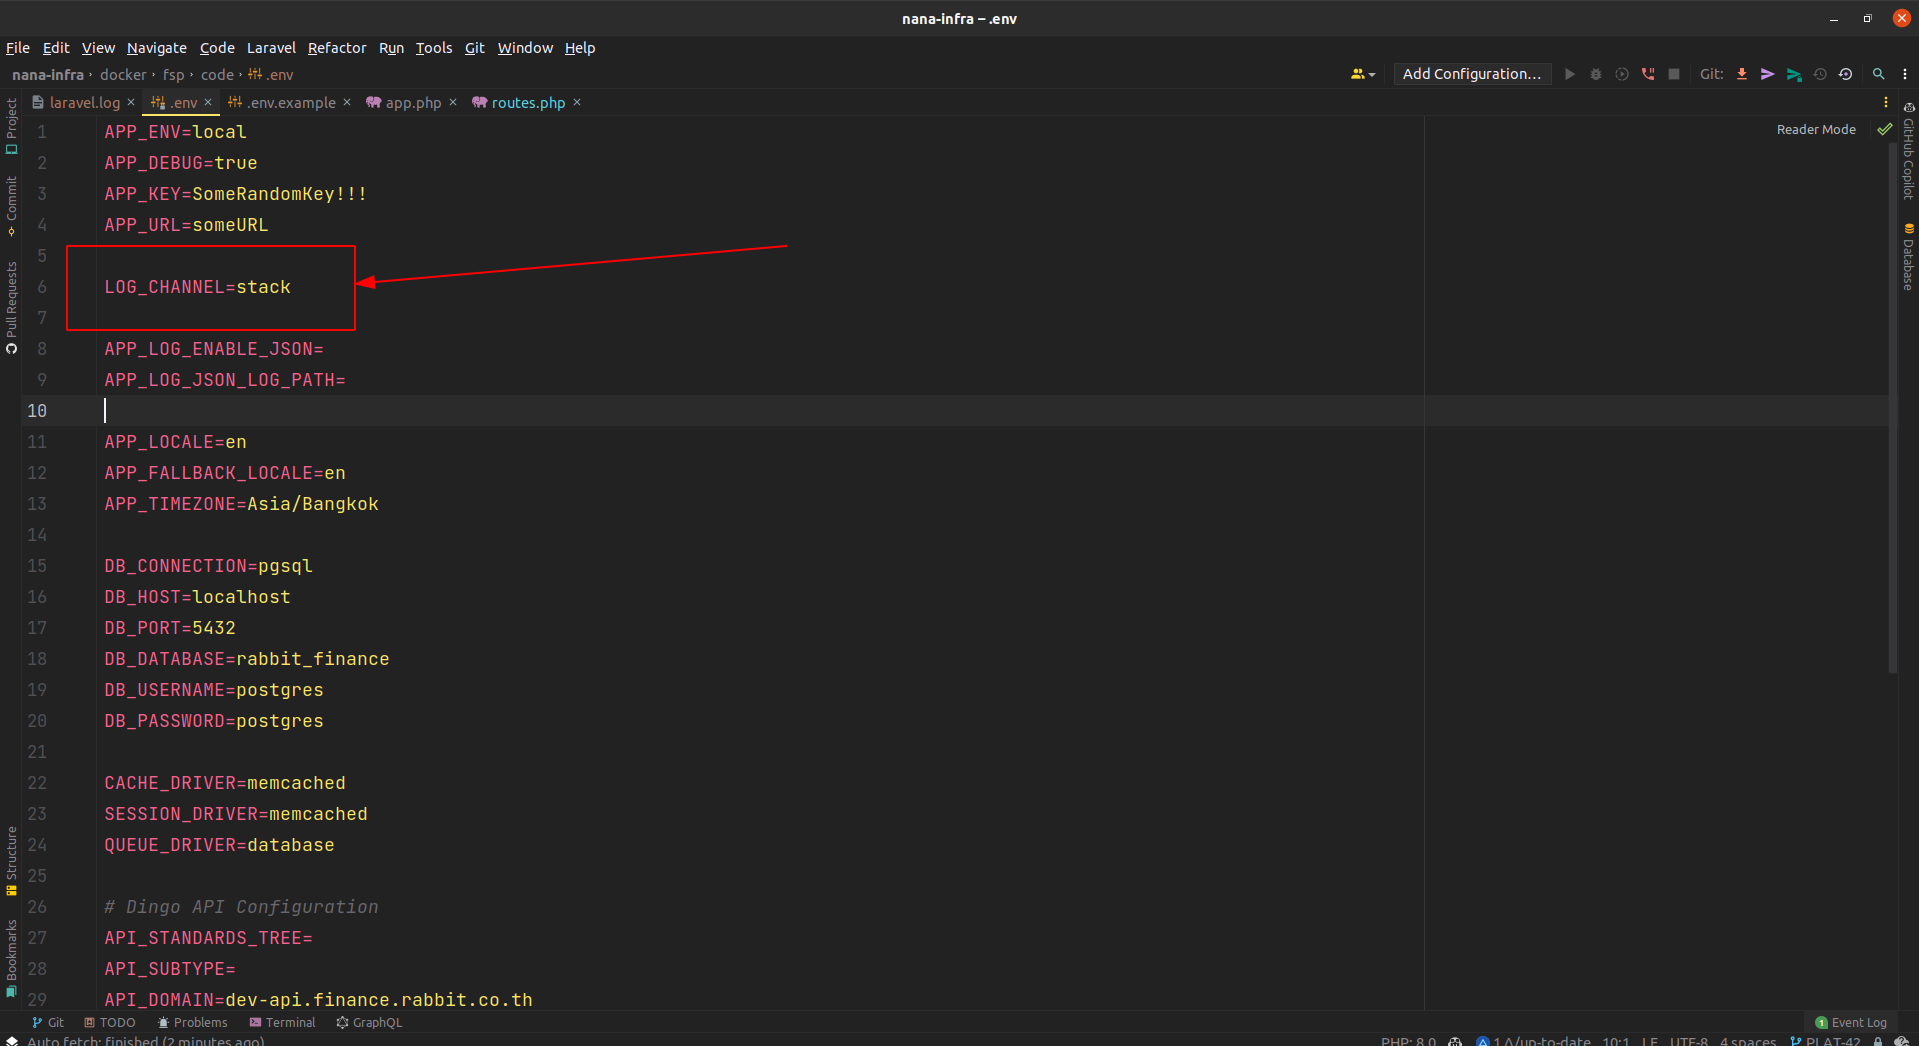 nana-infra – .env
File Edit View Navigate Code Laravel Refactor Run Tools Git Window Help
nana-infra › docker › fsp › code › .env
Add Configuration...
Git:
laravel.log × .env × .env.example × app.php × routes.php ×
Reader Mode
Project
Commit
Pull Requests
Structure
Bookmarks
GitHub Copilot
Database
1 APP_ENV=local
2 APP_DEBUG=true
3 APP_KEY=SomeRandomKey!!!
4 APP_URL=someURL
5
6 LOG_CHANNEL=stack
7
8 APP_LOG_ENABLE_JSON=
9 APP_LOG_JSON_LOG_PATH=
10
11 APP_LOCALE=en
12 APP_FALLBACK_LOCALE=en
13 APP_TIMEZONE=Asia/Bangkok
14
15 DB_CONNECTION=pgsql
16 DB_HOST=localhost
17 DB_PORT=5432
18 DB_DATABASE=rabbit_finance
19 DB_USERNAME=postgres
20 DB_PASSWORD=postgres
21
22 CACHE_DRIVER=memcached
23 SESSION_DRIVER=memcached
24 QUEUE_DRIVER=database
25
26 # Dingo API Configuration
27 API_STANDARDS_TREE=
28 API_SUBTYPE=
29 API_DOMAIN=dev-api.finance.rabbit.co.th
Git TODO Problems Terminal GraphQL
1 Event Log
Auto fetch: finished (2 minutes ago)
PHP: 8.0 1 Δ/up-to-date 10:1 LF UTF-8 4 spaces PLAT-42